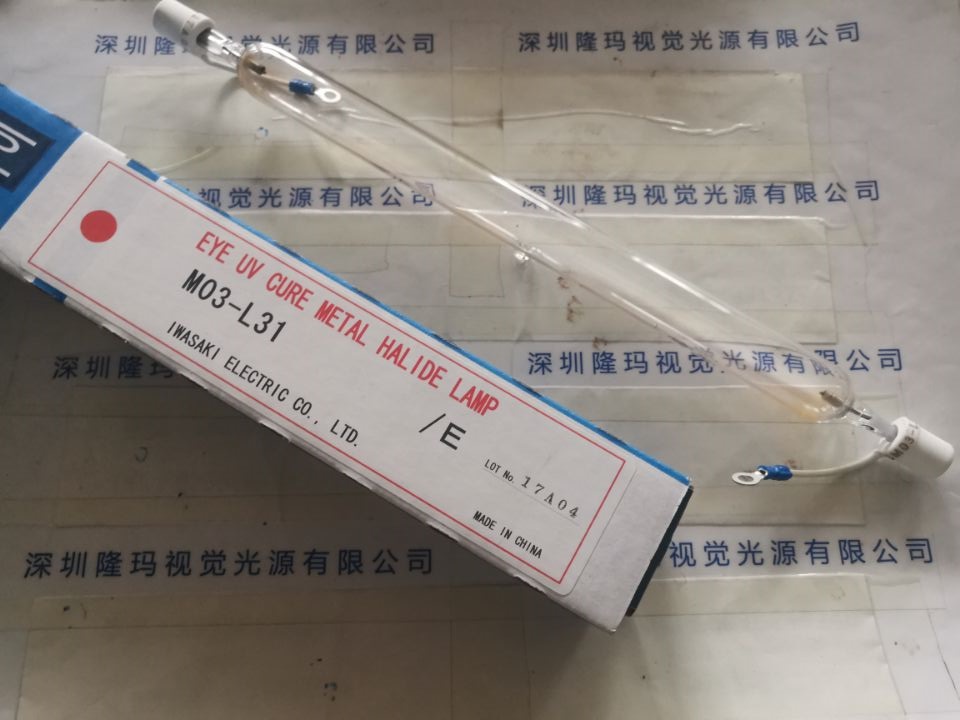 深圳隆玛视觉光源有限公司
深圳隆玛视觉光源有限公司
视觉光源有限公司
深圳隆玛视觉光源有限公司
深圳隆玛
深圳隆玛视觉光源有限公司
深圳隆玛视觉光源有限公司
视觉光源有限公司
EYE UV CURE METAL HALIDE LAMP
M03-L31
/E
IWASAKI ELECTRIC CO., LTD.
LOT No. 17A04
MADE IN CHINA
M03-